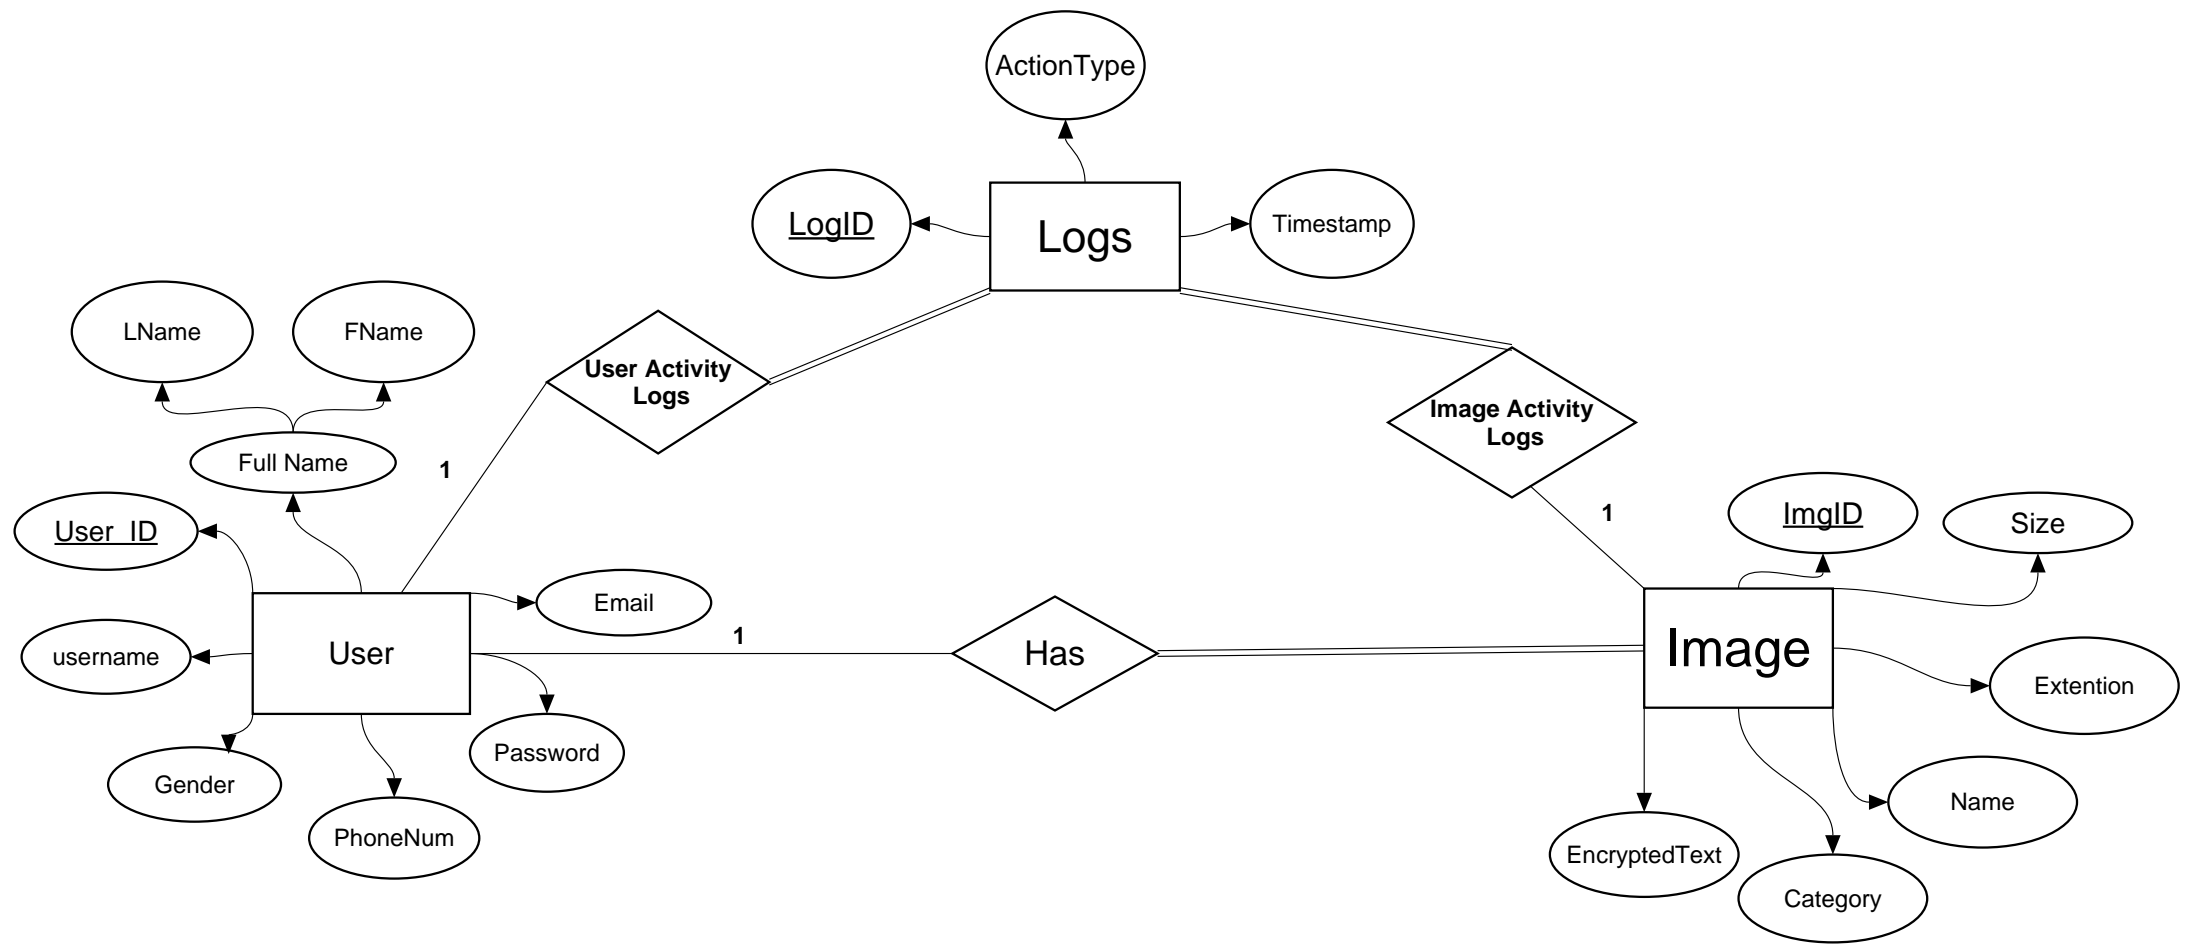 ActionType
LogID
Logs
Timestamp
LName
FName
User Activity
Logs
Image Activity
Logs
Full Name
1
User_ID
1
ImgID
Size
Email
1
username
User
Has
Image
Extention
Gender
Password
PhoneNum
Name
EncryptedText
Category